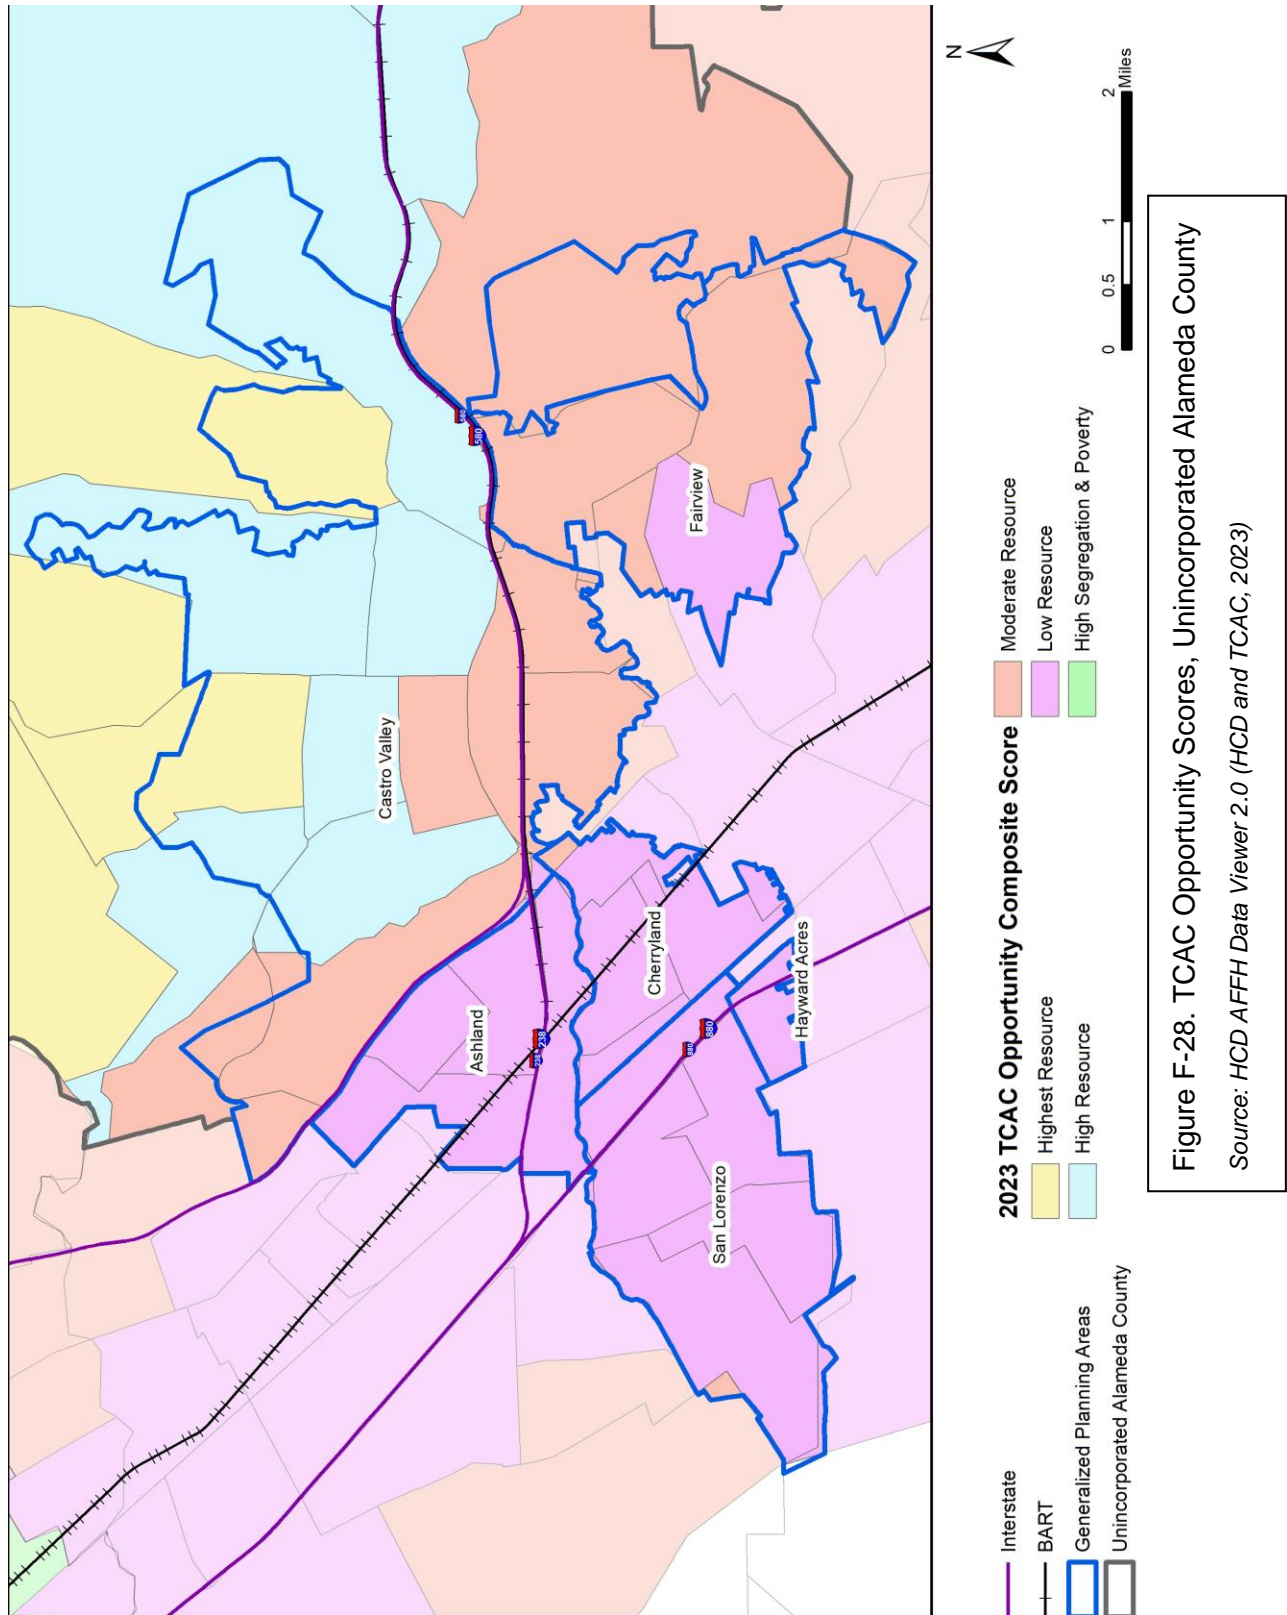 Castro Valley
Fairview
Ashland
Cherryland
Hayward Acres
San Lorenzo
580
580
238
238
880
880
N
Interstate
BART
Generalized Planning Areas
Unincorporated Alameda County
2023 TCAC Opportunity Composite Score
Highest Resource
High Resource
Moderate Resource
Low Resource
High Segregation & Poverty
0 0.5 1 2
Miles
Figure F-28. TCAC Opportunity Scores, Unincorporated Alameda County
Source: HCD AFFH Data Viewer 2.0 (HCD and TCAC, 2023)